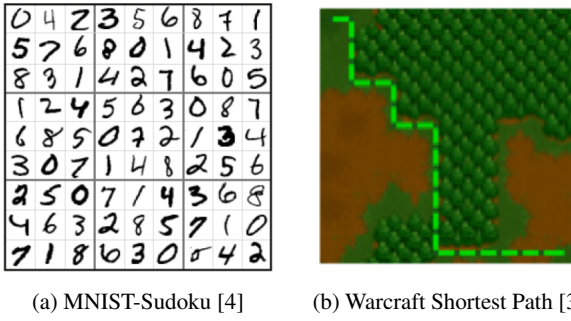 0 4 2 3 5 6 8 7 1
5 7 6 8 0 1 4 2 3
8 3 1 4 2 7 6 0 5
1 2 4 5 6 3 0 8 7
6 8 5 0 7 2 1 3 4
3 0 7 1 4 8 2 5 6
2 5 0 7 1 4 3 6 8
4 6 3 2 8 5 7 1 0
7 1 8 6 3 0 5 4 2
(a) MNIST-Sudoku [4]
(b) Warcraft Shortest Path [3